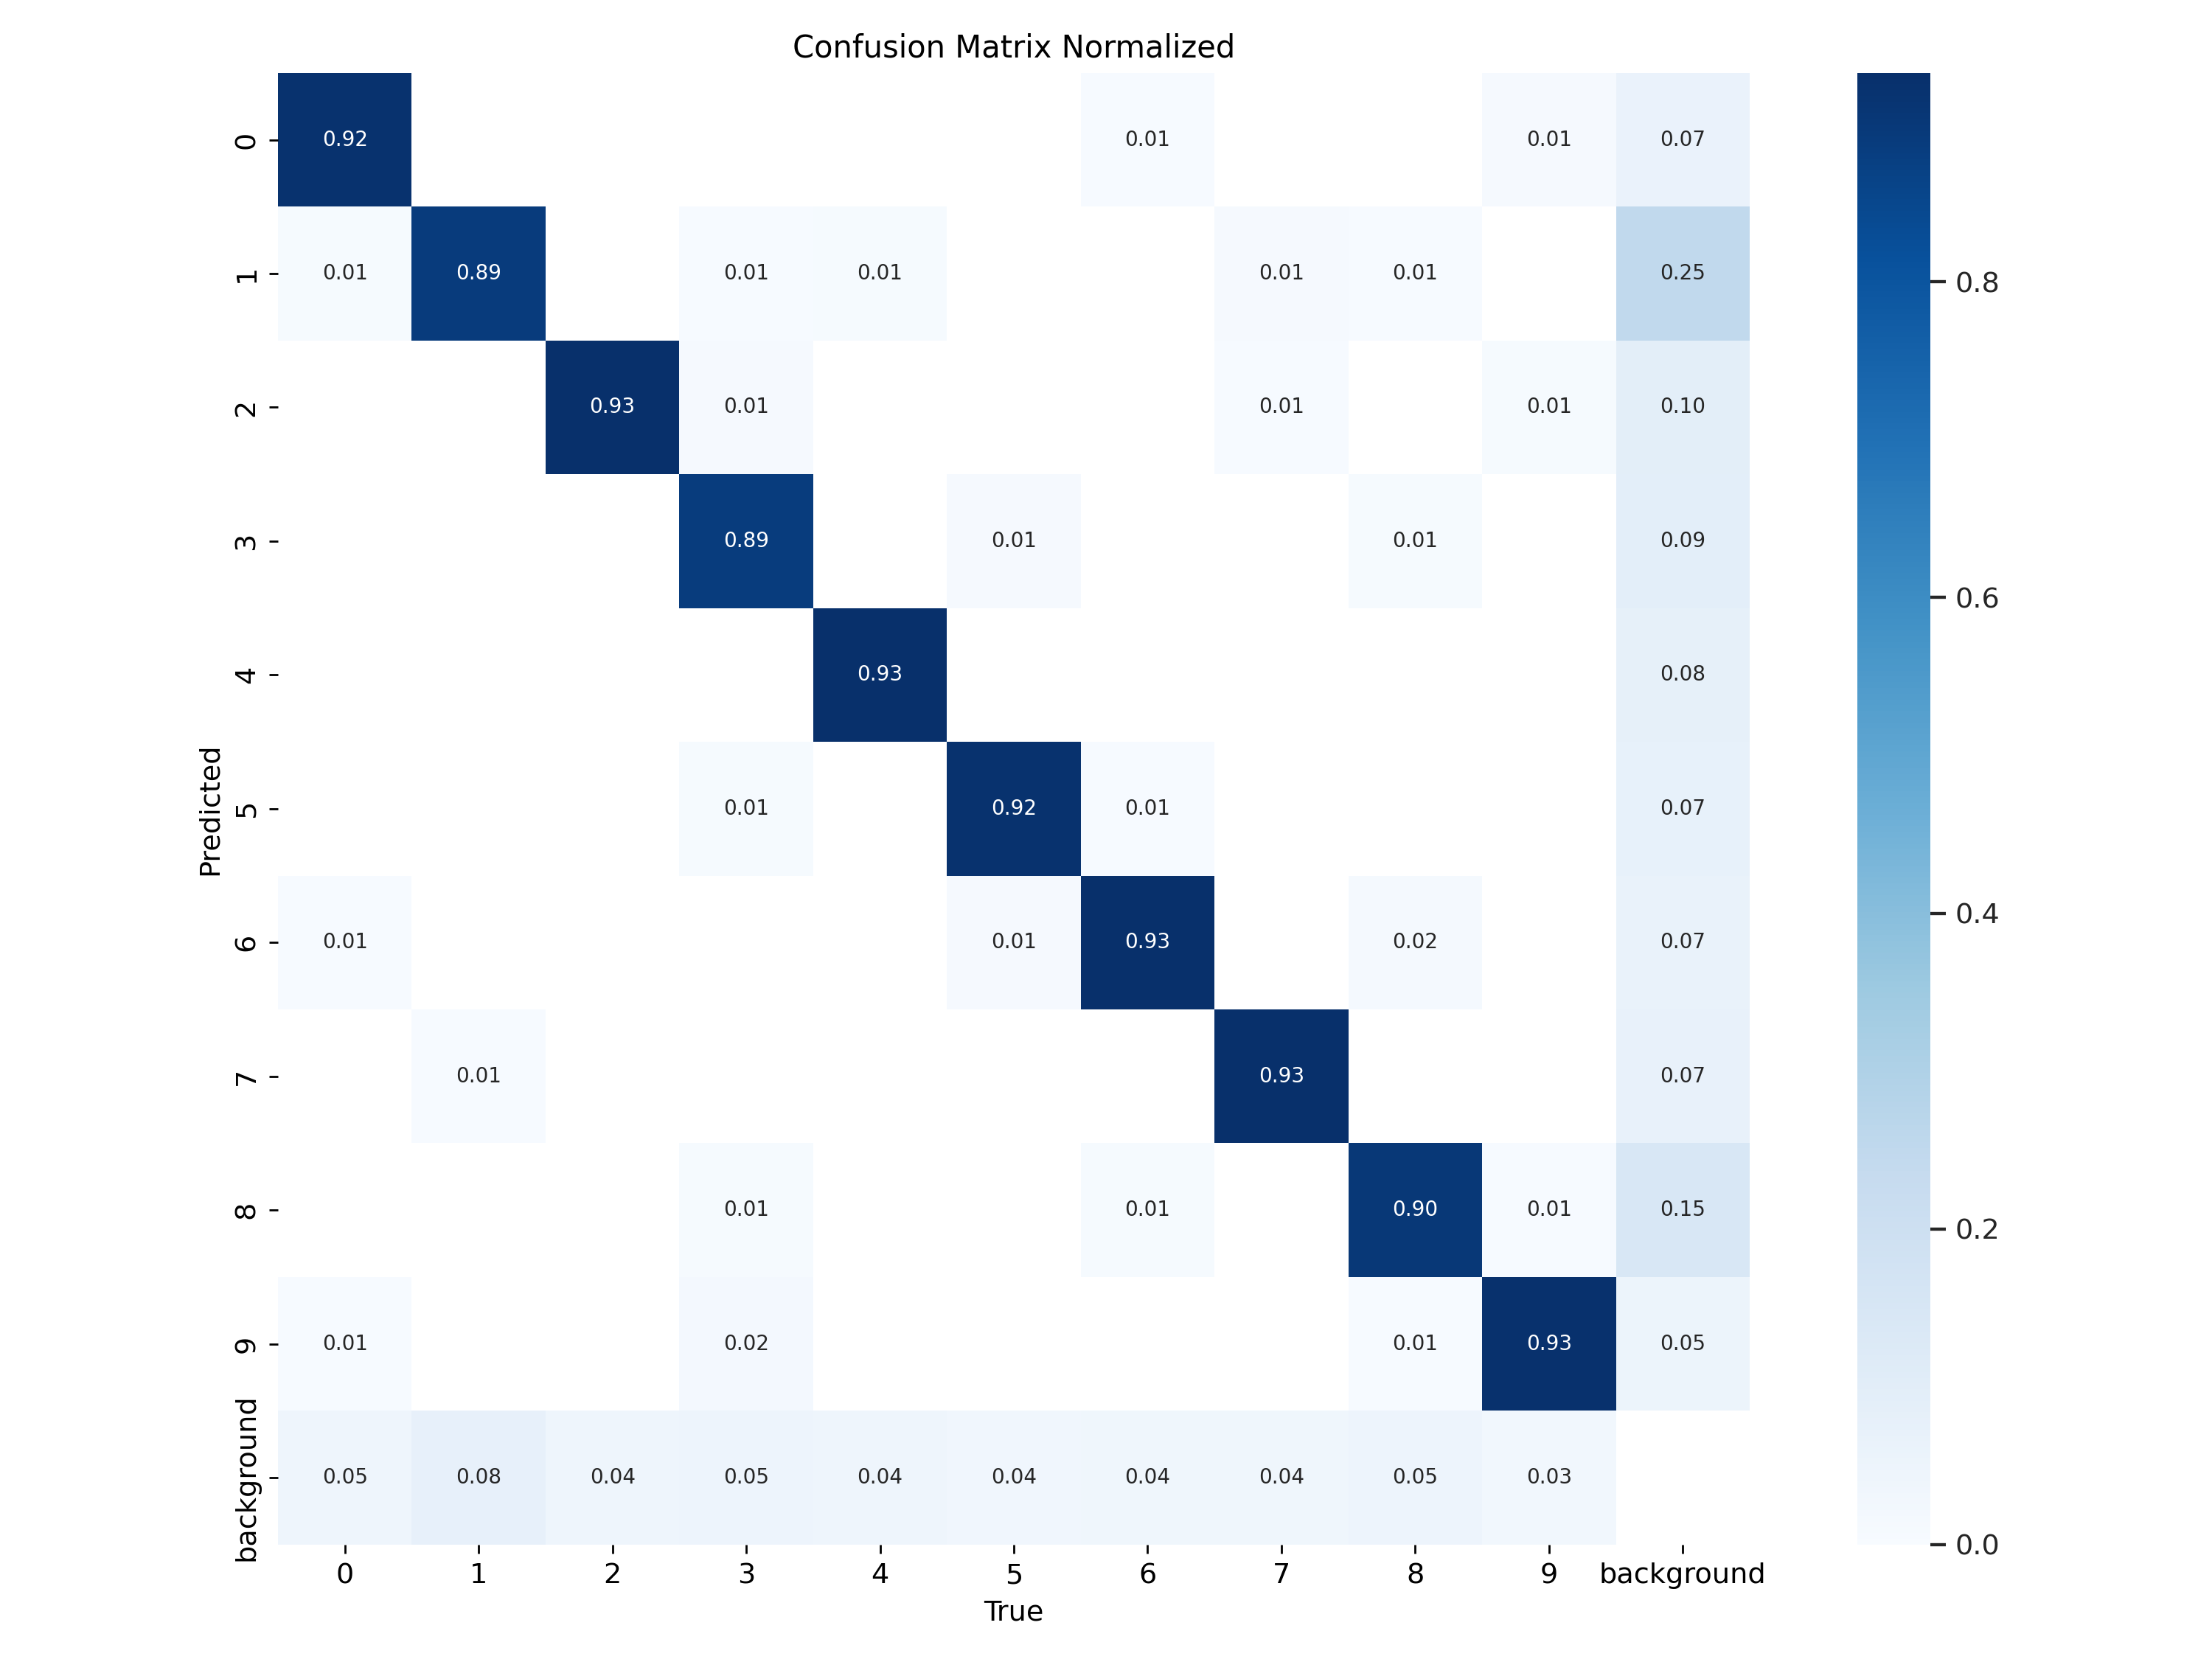 Confusion Matrix Normalized
0 0.92 0.01 0.01 0.07
1 0.01 0.89 0.01 0.01 0.01 0.01 0.25
2 0.93 0.01 0.01 0.01 0.10
3 0.89 0.01 0.01 0.09
4 0.93 0.08
5 0.01 0.92 0.01 0.07
6 0.01 0.01 0.93 0.02 0.07
7 0.01 0.93 0.07
8 0.01 0.01 0.90 0.01 0.15
9 0.01 0.02 0.01 0.93 0.05
background 0.05 0.08 0.04 0.05 0.04 0.04 0.04 0.04 0.05 0.03
0 1 2 3 4 5 6 7 8 9 background
True
Predicted
0.8
0.6
0.4
0.2
0.0